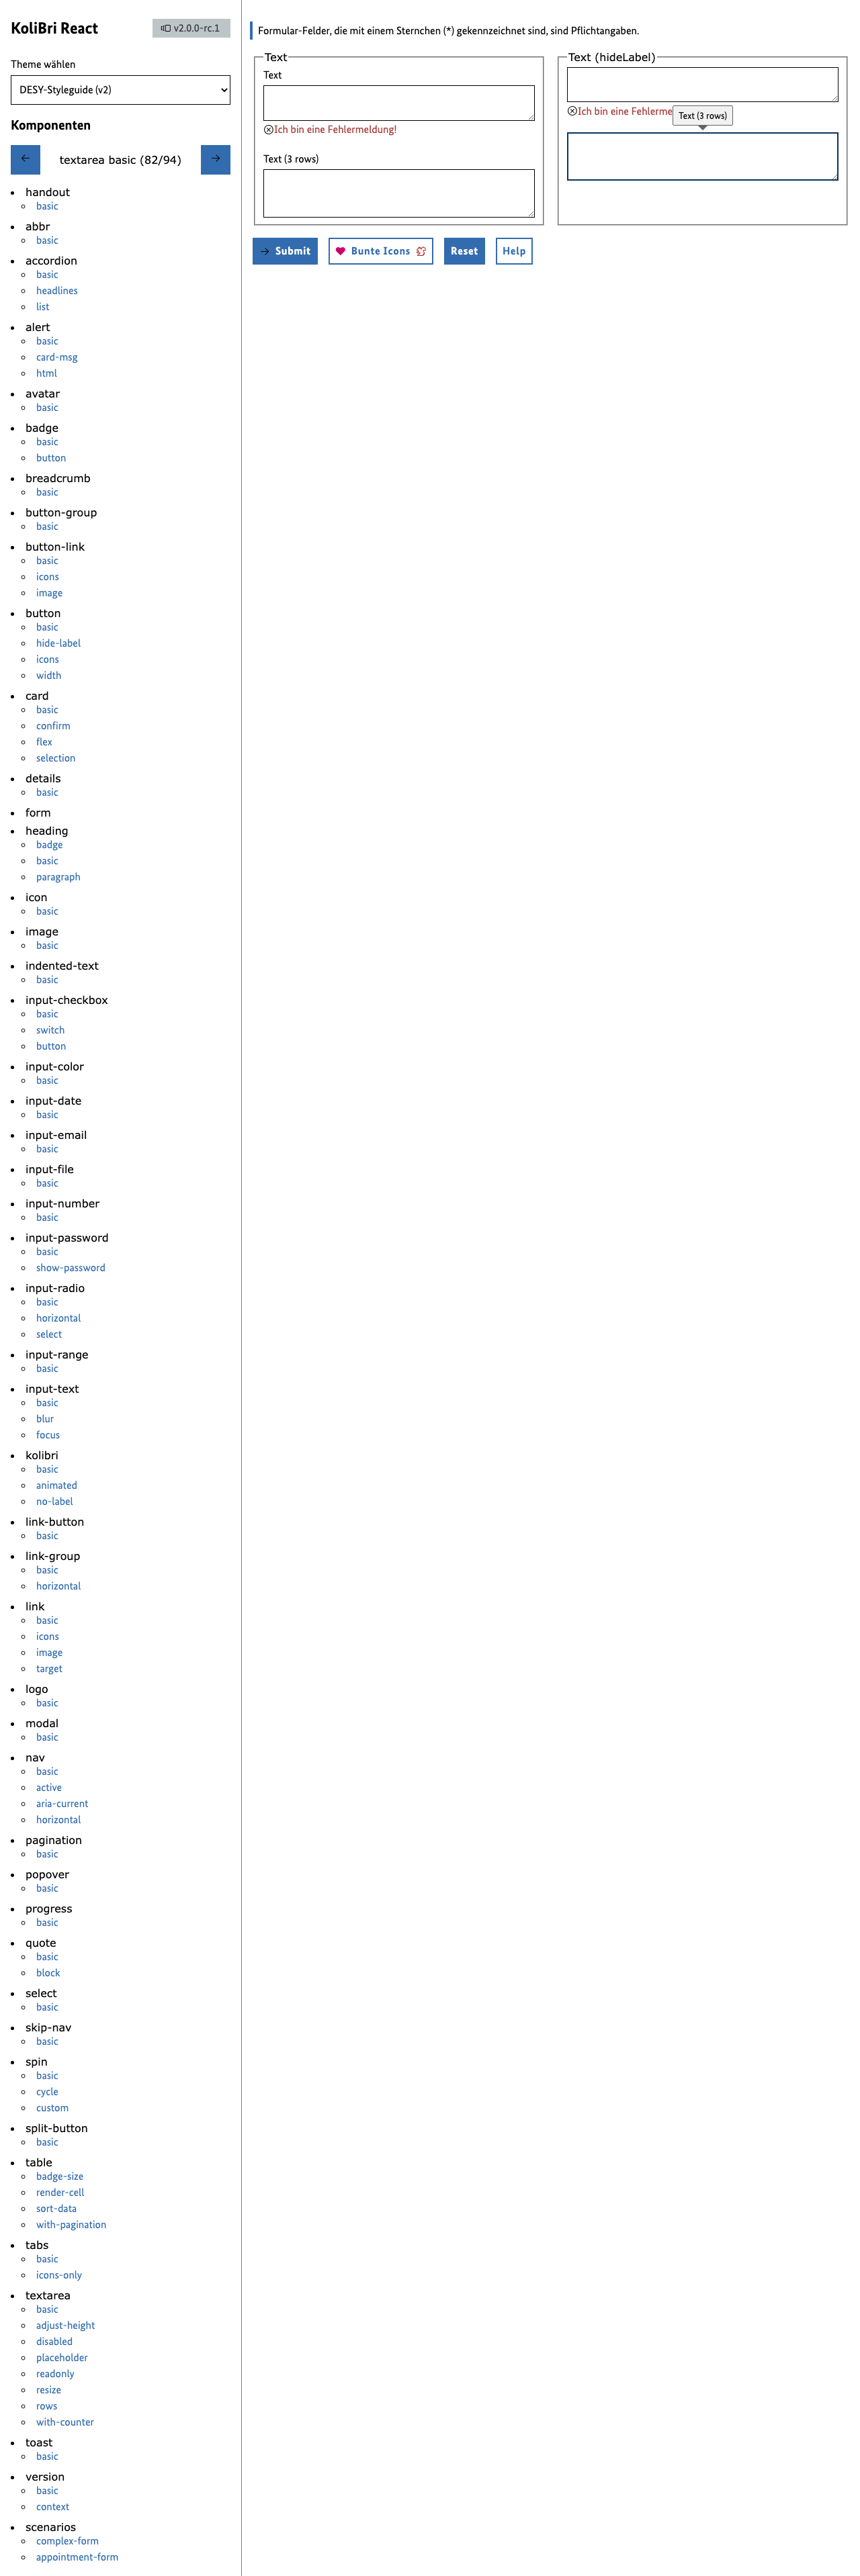 KoliBri React
v2.0.0-rc.1
Theme wählen
DESY-Styleguide (v2)
Komponenten
textarea basic (82/94)
handout
basic
abbr
basic
accordion
basic
headlines
list
alert
basic
card-msg
html
avatar
basic
badge
basic
button
breadcrumb
basic
button-group
basic
button-link
basic
icons
image
button
basic
hide-label
icons
width
card
basic
confirm
flex
selection
details
basic
form
heading
badge
basic
paragraph
icon
basic
image
basic
indented-text
basic
input-checkbox
basic
switch
button
input-color
basic
input-date
basic
input-email
basic
input-file
basic
input-number
basic
input-password
basic
show-password
input-radio
basic
horizontal
select
input-range
basic
input-text
basic
blur
focus
kolibri
basic
animated
no-label
link-button
basic
link-group
basic
horizontal
link
basic
icons
image
target
logo
basic
modal
basic
nav
basic
active
aria-current
horizontal
pagination
basic
popover
basic
progress
basic
quote
basic
block
select
basic
skip-nav
basic
spin
basic
cycle
custom
split-button
basic
table
badge-size
render-cell
sort-data
with-pagination
tabs
basic
icons-only
textarea
basic
adjust-height
disabled
placeholder
readonly
resize
rows
with-counter
toast
basic
version
basic
context
scenarios
complex-form
appointment-form
Formular-Felder, die mit einem Sternchen (*) gekennzeichnet sind, sind Pflichtangaben.
Text
Text
Ich bin eine Fehlermeldung!
Text (3 rows)
Text (hideLabel)
Ich bin eine Fehlerme
Text (3 rows)
Submit
Bunte Icons
Reset
Help